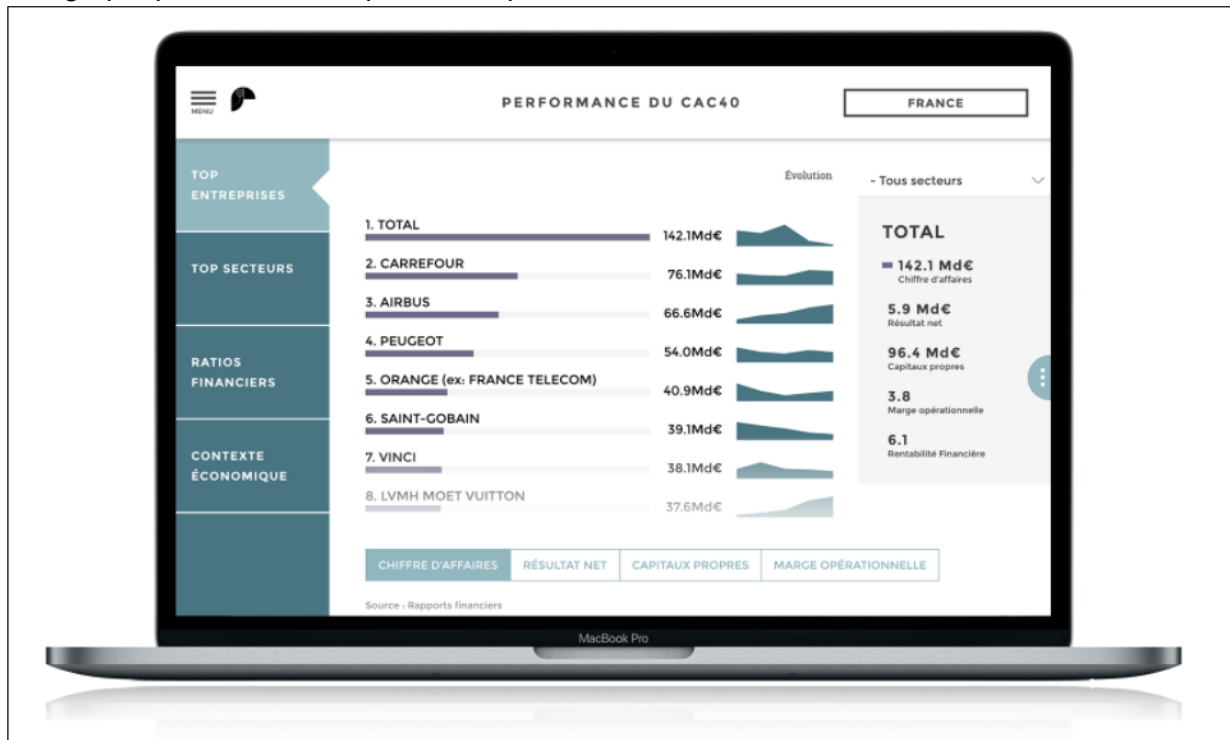 MENU
PERFORMANCE DU CAC40
FRANCE
TOP
ENTREPRISES
TOP SECTEURS
RATIOS
FINANCIERS
CONTEXTE
ÉCONOMIQUE
Évolution
1. TOTAL
142.1Md€
2. CARREFOUR
76.1Md€
3. AIRBUS
66.6Md€
4. PEUGEOT
54.0Md€
5. ORANGE (ex: FRANCE TELECOM)
40.9Md€
6. SAINT-GOBAIN
39.1Md€
7. VINCI
38.1Md€
8. LVMH MOET VUITTON
37.6Md€
CHIFFRE D'AFFAIRES
RÉSULTAT NET
CAPITAUX PROPRES
MARGE OPÉRATIONNELLE
Source : Rapports financiers
- Tous secteurs
TOTAL
142.1 Md€
Chiffre d'affaires
5.9 Md€
Résultat net
96.4 Md€
Capitaux propres
3.8
Marge opérationnelle
6.1
Rentabilité Financière
MacBook Pro